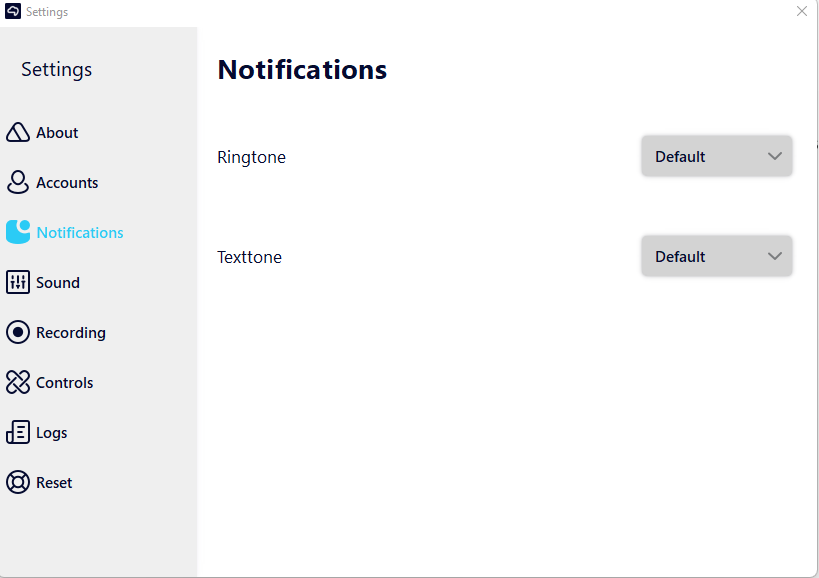 Settings
Settings
Notifications
About
Ringtone
Default
Accounts
Notifications
Texttone
Default
Sound
Recording
Controls
Logs
Reset